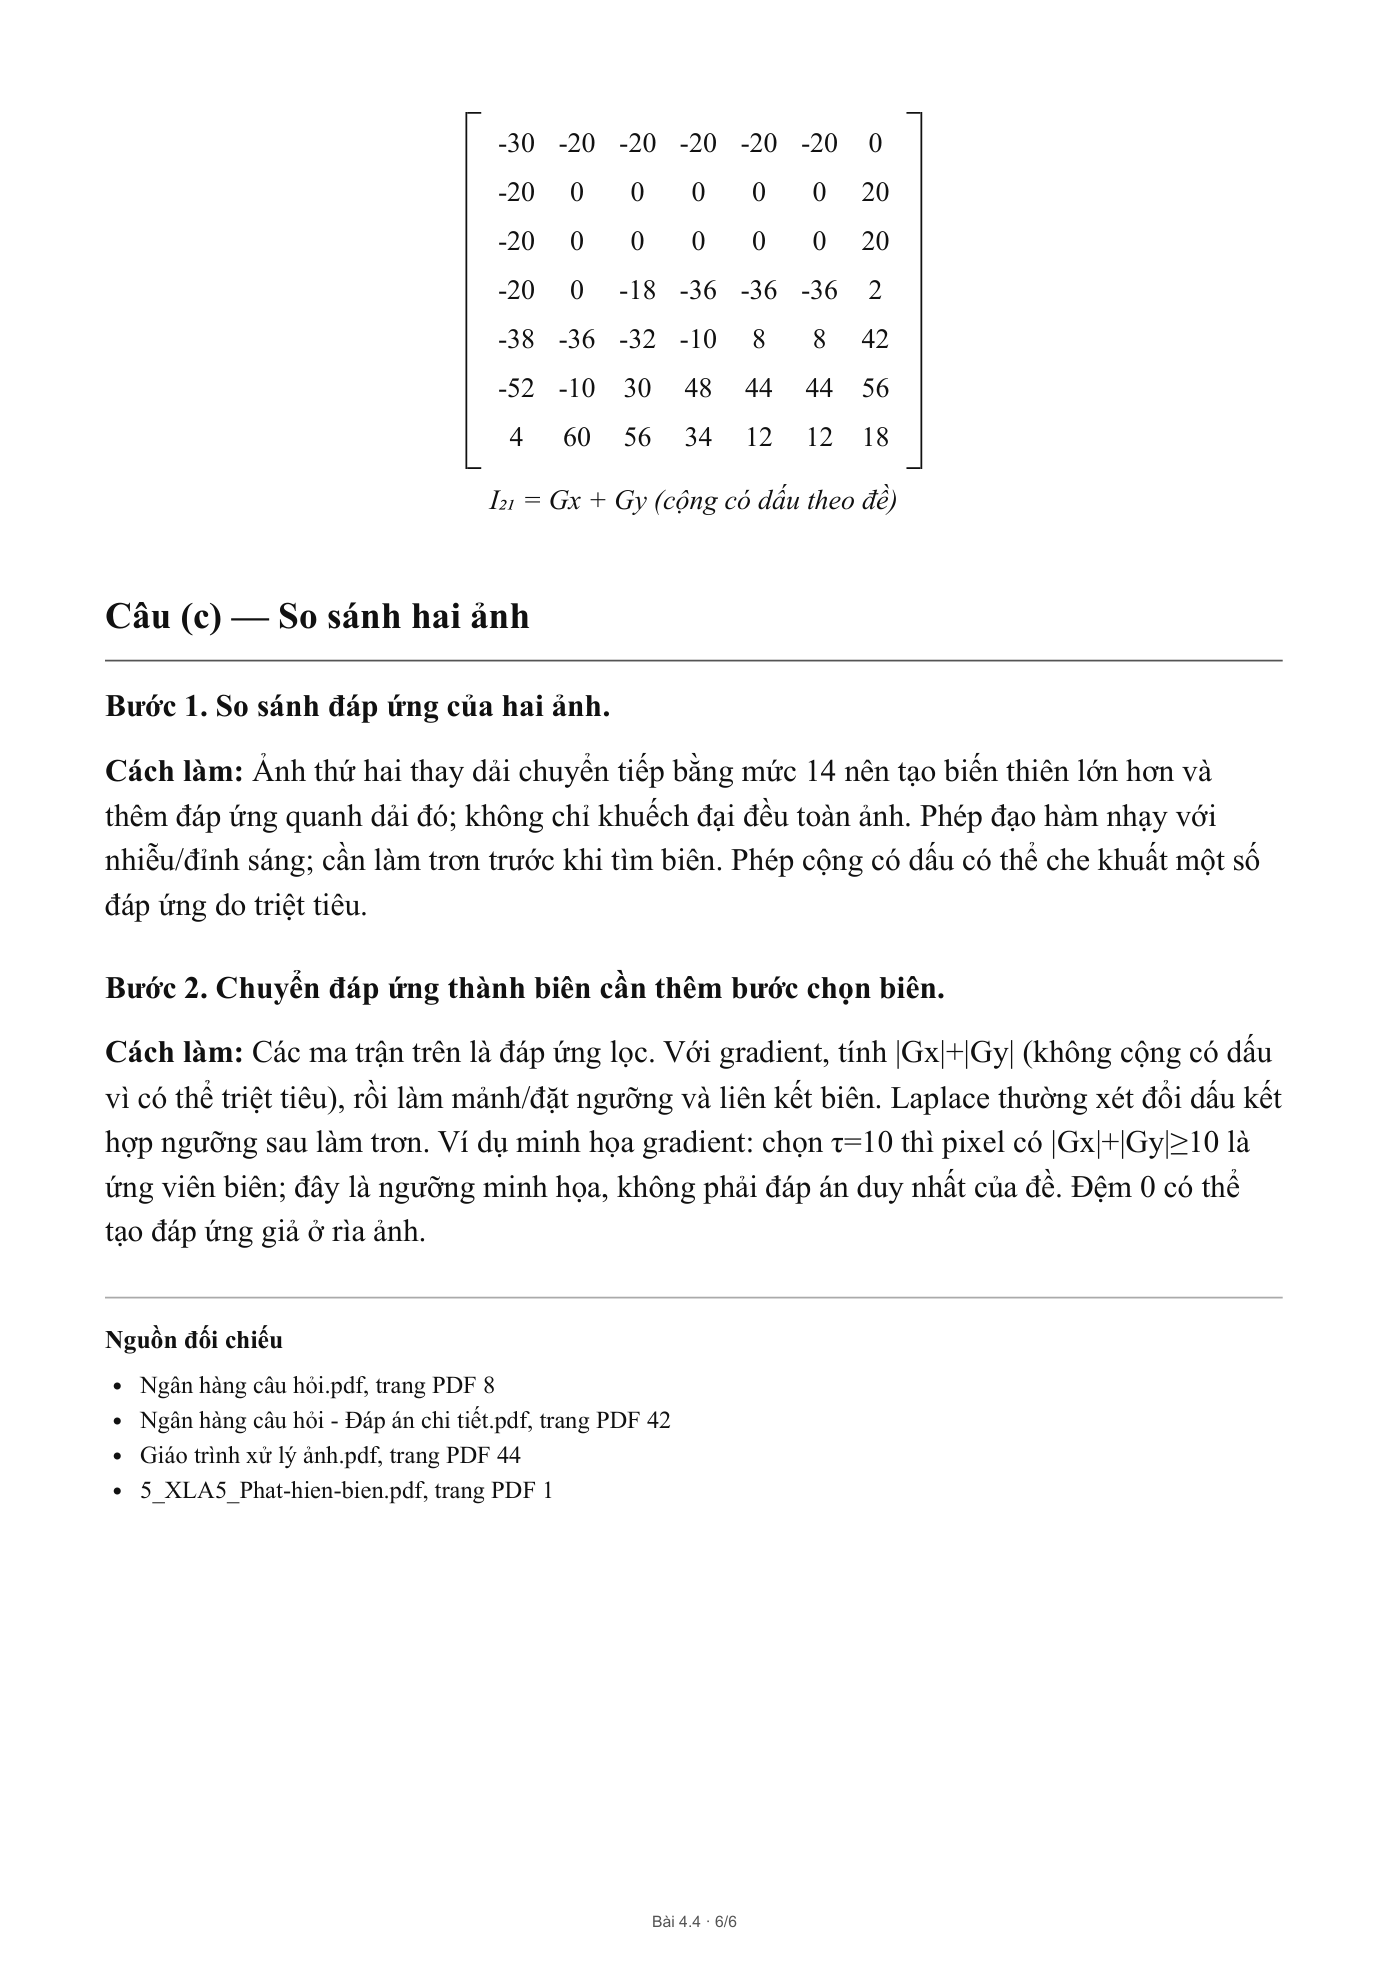 -30 -20 -20 -20 -20 -20 0
-20 0 0 0 0 0 20
-20 0 0 0 0 0 20
-20 0 -18 -36 -36 -36 2
-38 -36 -32 -10 8 8 42
-52 -10 30 48 44 44 56
4 60 56 34 12 12 18
I₂₁ = Gx + Gy (cộng có dấu theo đề)
Câu (c) — So sánh hai ảnh
Bước 1. So sánh đáp ứng của hai ảnh.
Cách làm: Ảnh thứ hai thay dải chuyển tiếp bằng mức 14 nên tạo biến thiên lớn hơn và
thêm đáp ứng quanh dải đó; không chỉ khuếch đại đều toàn ảnh. Phép đạo hàm nhạy với
nhiễu/đỉnh sáng; cần làm trơn trước khi tìm biên. Phép cộng có dấu có thể che khuất một số
đáp ứng do triệt tiêu.
Bước 2. Chuyển đáp ứng thành biên cần thêm bước chọn biên.
Cách làm: Các ma trận trên là đáp ứng lọc. Với gradient, tính |Gx|+|Gy| (không cộng có dấu
vì có thể triệt tiêu), rồi làm mảnh/đặt ngưỡng và liên kết biên. Laplace thường xét đổi dấu kết
hợp ngưỡng sau làm trơn. Ví dụ minh họa gradient: chọn τ=10 thì pixel có |Gx|+|Gy|≥10 là
ứng viên biên; đây là ngưỡng minh họa, không phải đáp án duy nhất của đề. Đệm 0 có thể
tạo đáp ứng giả ở rìa ảnh.
Nguồn đối chiếu
• Ngân hàng câu hỏi.pdf, trang PDF 8
• Ngân hàng câu hỏi - Đáp án chi tiết.pdf, trang PDF 42
• Giáo trình xử lý ảnh.pdf, trang PDF 44
• 5_XLA5_Phat-hien-bien.pdf, trang PDF 1
Bài 4.4 · 6/6